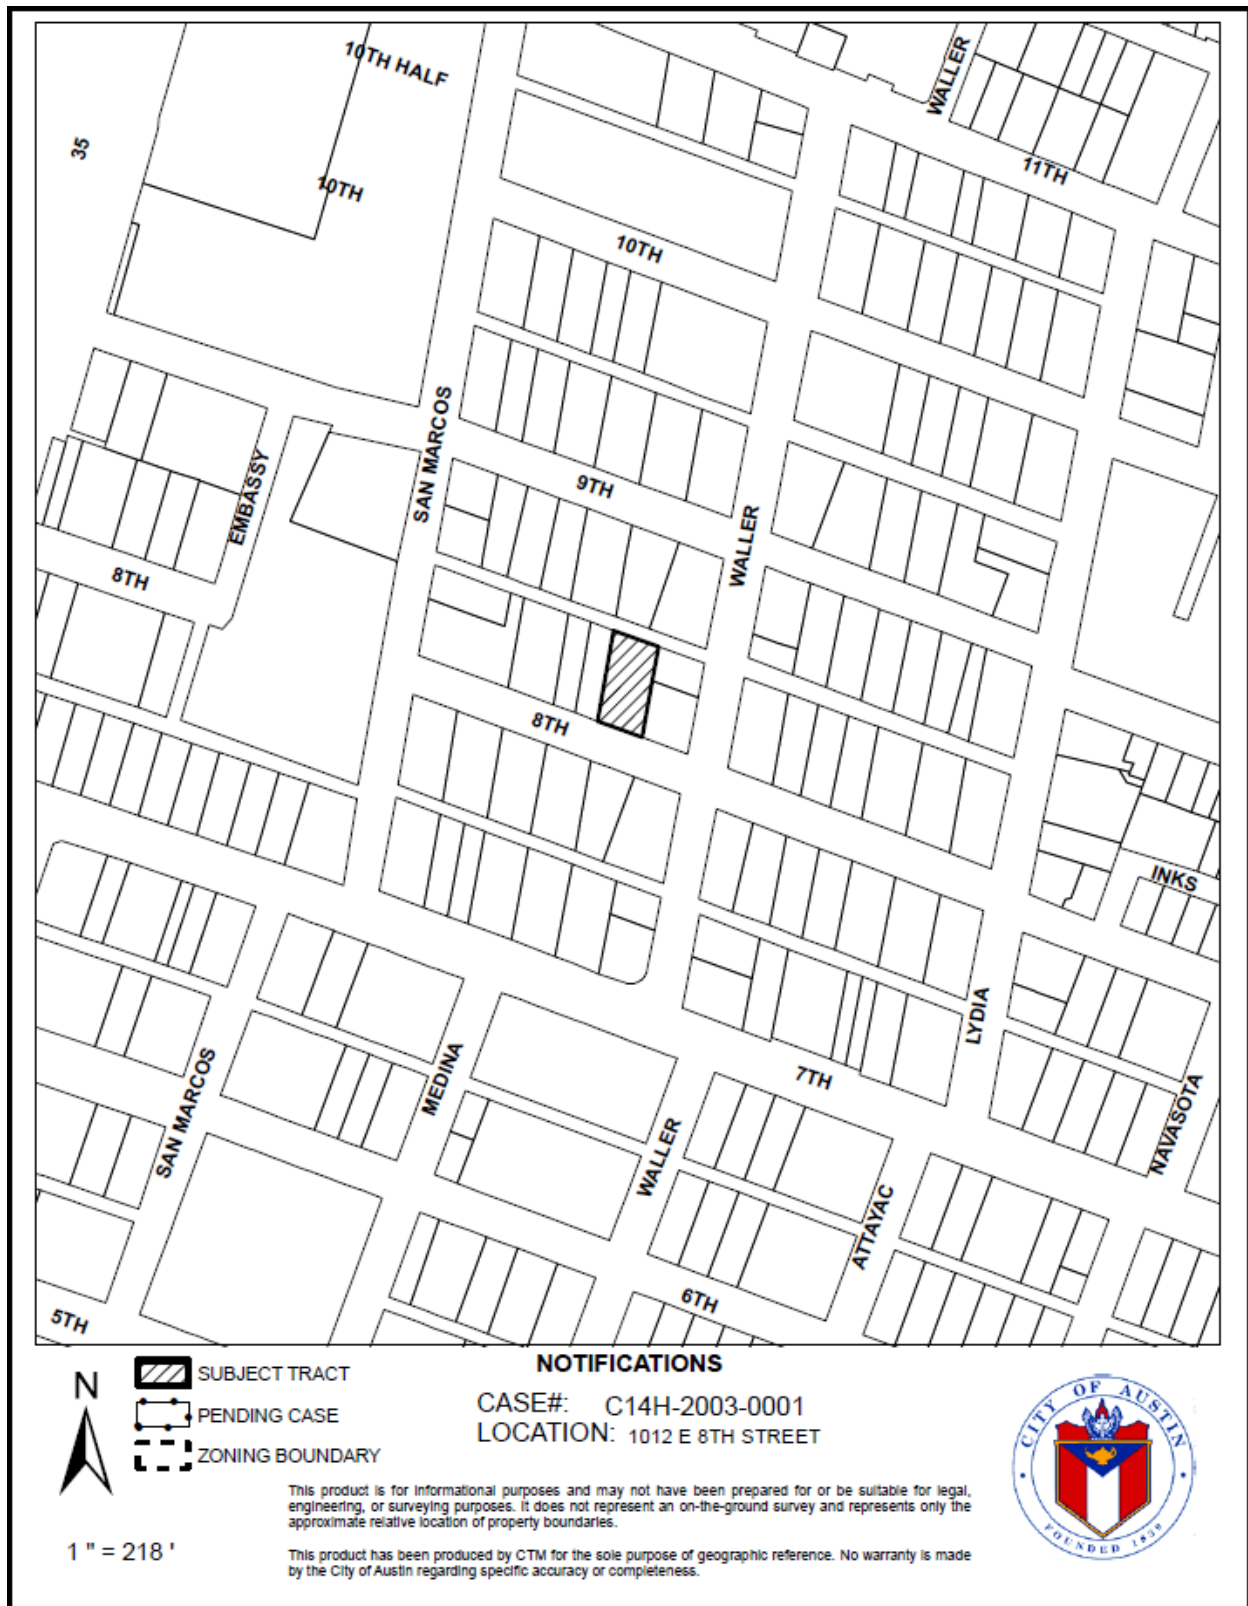 10TH HALF
WALLER
35
10TH
11TH
10TH
SAN MARCOS
EMBASSY
9TH
WALLER
8TH
8TH
INKS
LYDIA
7TH
MEDINA
SAN MARCOS
NAVASOTA
WALLER
ATTAYAC
6TH
5TH
N
SUBJECT TRACT
PENDING CASE
ZONING BOUNDARY
1 " = 218 '
NOTIFICATIONS
CASE#: C14H-2003-0001
LOCATION: 1012 E 8TH STREET
This product is for informational purposes and may not have been prepared for or be suitable for legal,
engineering, or surveying purposes. It does not represent an on-the-ground survey and represents only the
approximate relative location of property boundaries.
This product has been produced by CTM for the sole purpose of geographic reference. No warranty is made
by the City of Austin regarding specific accuracy or completeness.
CITY OF AUSTIN
FOUNDED 1839